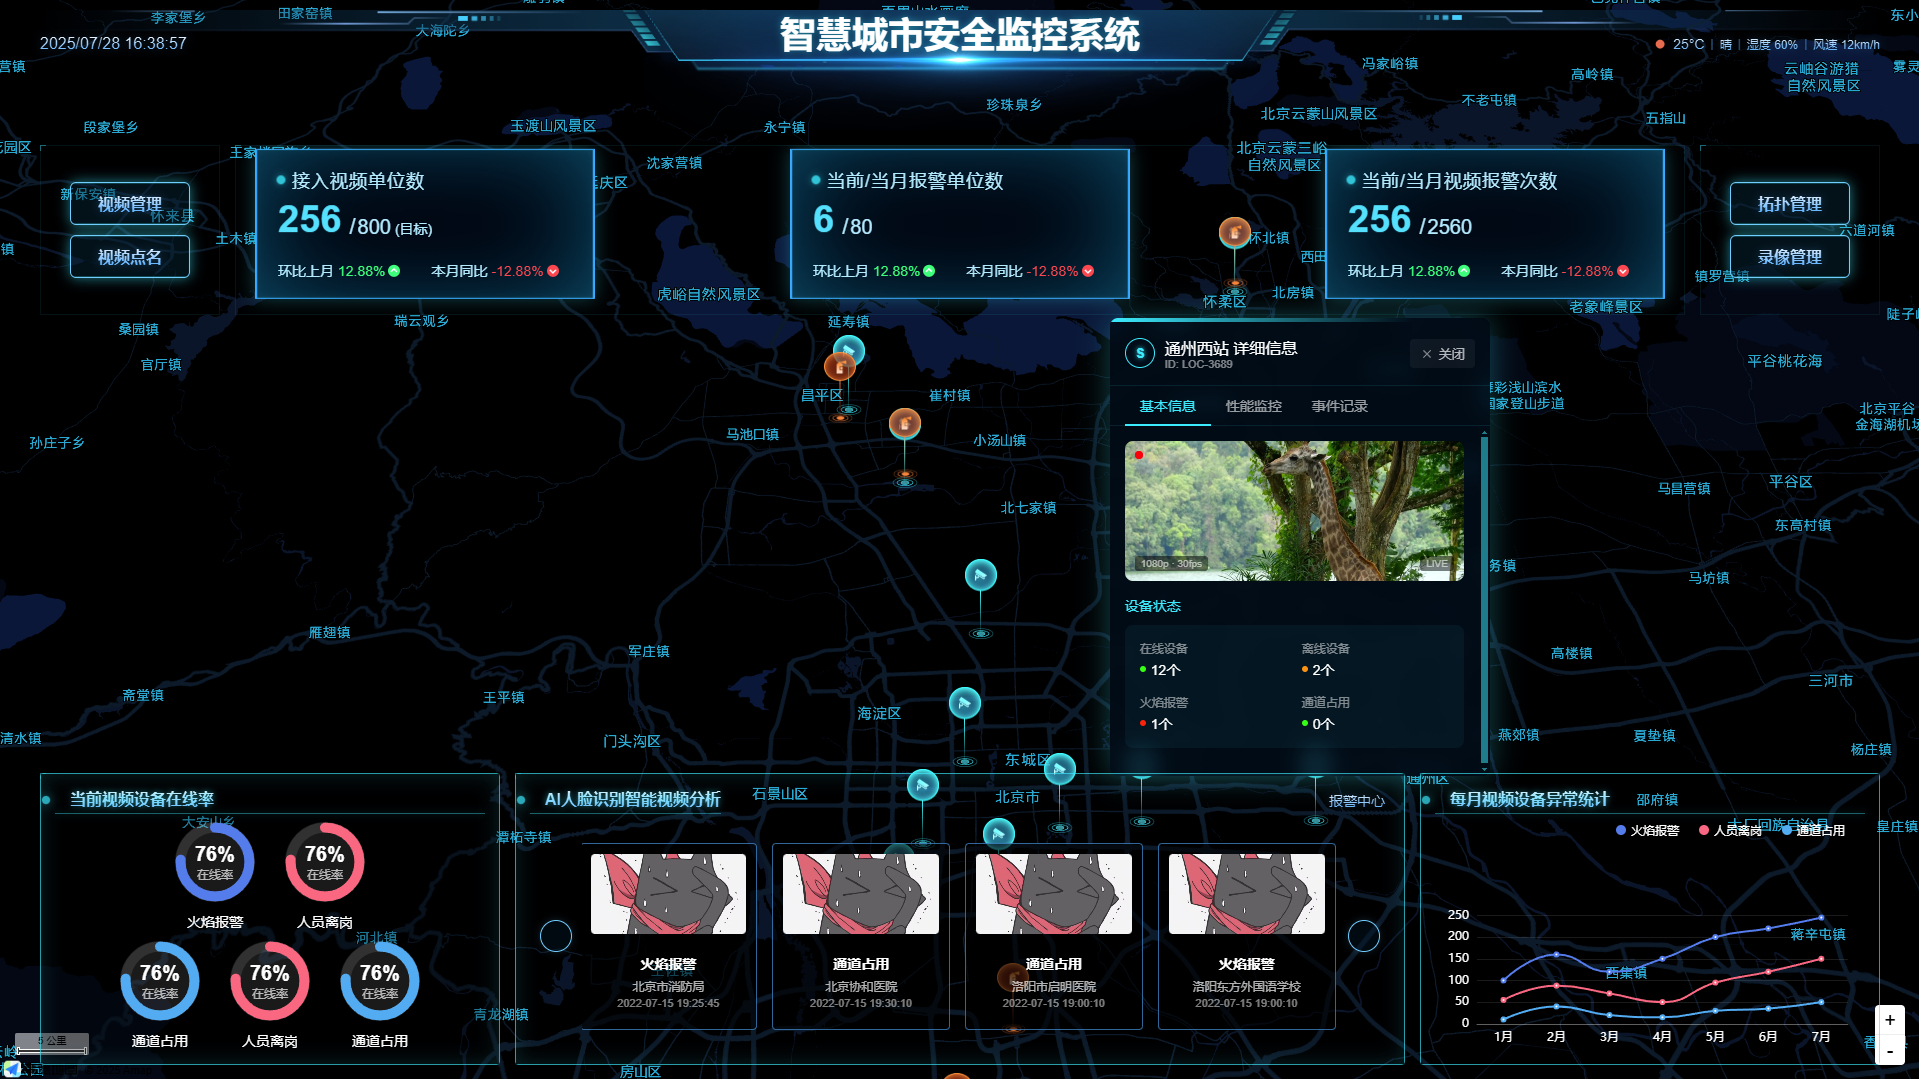 智慧城市安全监控系统
2025/07/28 16:38:57
25°C | 晴 | 湿度 60% | 风速 12km/h
李家堡乡
田家窑镇
大海陀乡
冯家峪镇
高岭镇
云岫谷游猎
自然风景区
不老屯镇
五指山
珍珠泉乡
北京云蒙山风景区
段家堡乡
玉渡山风景区
永宁镇
沈家营镇
北京云蒙三峪
自然风景区
视频管理
视频点名
新保安镇
怀来县
土木镇
接入视频单位数
256 /800 (目标)
环比上月 12.88%
本月同比 -12.88%
当前/当月报警单位数
6 /80
环比上月 12.88%
本月同比 -12.88%
当前/当月视频报警次数
256 /2560
环比上月 12.88%
本月同比 -12.88%
拓扑管理
录像管理
六道河镇
镇罗营镇
怀北镇
怀柔区
北房镇
虎峪自然风景区
老象峰景区
桑园镇
瑞云观乡
延寿镇
官厅镇
昌平区
崔村镇
马池口镇
小汤山镇
孙庄子乡
北七家镇
平谷桃花海
国家登山步道
北京平谷
金海湖机场
马昌营镇
平谷区
东高村镇
马坊镇
S
通州西站 详细信息
ID: LOC-3689
× 关闭
基本信息
性能监控
事件记录
1080p · 30fps
LIVE
设备状态
在线设备
12个
离线设备
2个
火焰报警
1个
通道占用
0个
雁翅镇
军庄镇
高楼镇
三河市
斋堂镇
王平镇
海淀区
清水镇
门头沟区
燕郊镇
夏垫镇
杨庄镇
东城区
石景山区
北京市
通州区
邵府镇
皇庄镇
大安山乡
潭柘寺镇
河北镇
青龙湖镇
房山区
大厂回族自治县
蒋辛屯镇
西集镇
当前视频设备在线率
76%
在线率
火焰报警
76%
在线率
人员离岗
76%
在线率
通道占用
76%
在线率
人员离岗
76%
在线率
通道占用
AI人脸识别智能视频分析
报警中心
火焰报警
北京市消防局
2022-07-15 19:25:45
通道占用
北京协和医院
2022-07-15 19:30:10
通道占用
洛阳市启明医院
2022-07-15 19:00:10
火焰报警
洛阳东方外国语学校
2022-07-15 19:00:10
每月视频设备异常统计
火焰报警
人员离岗
通道占用
250
200
150
100
50
0
1月
2月
3月
4月
5月
6月
7月
5 公里
+
-